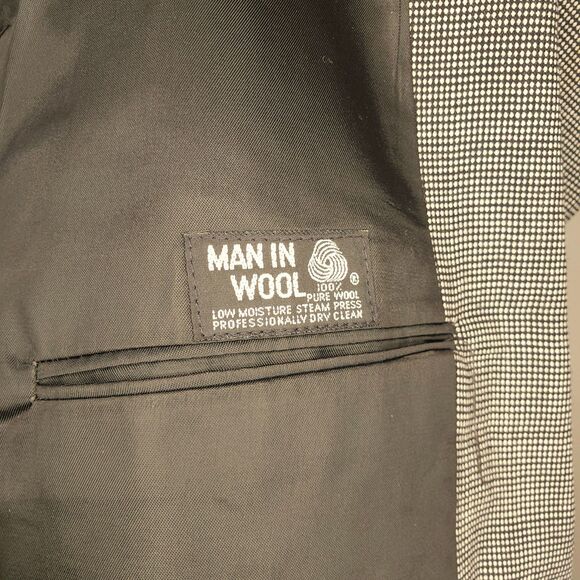 MAN IN
WOOL ®
100%
PURE WOOL
LOW MOISTURE STEAM PRESS
PROFESSIONALLY DRY CLEAN